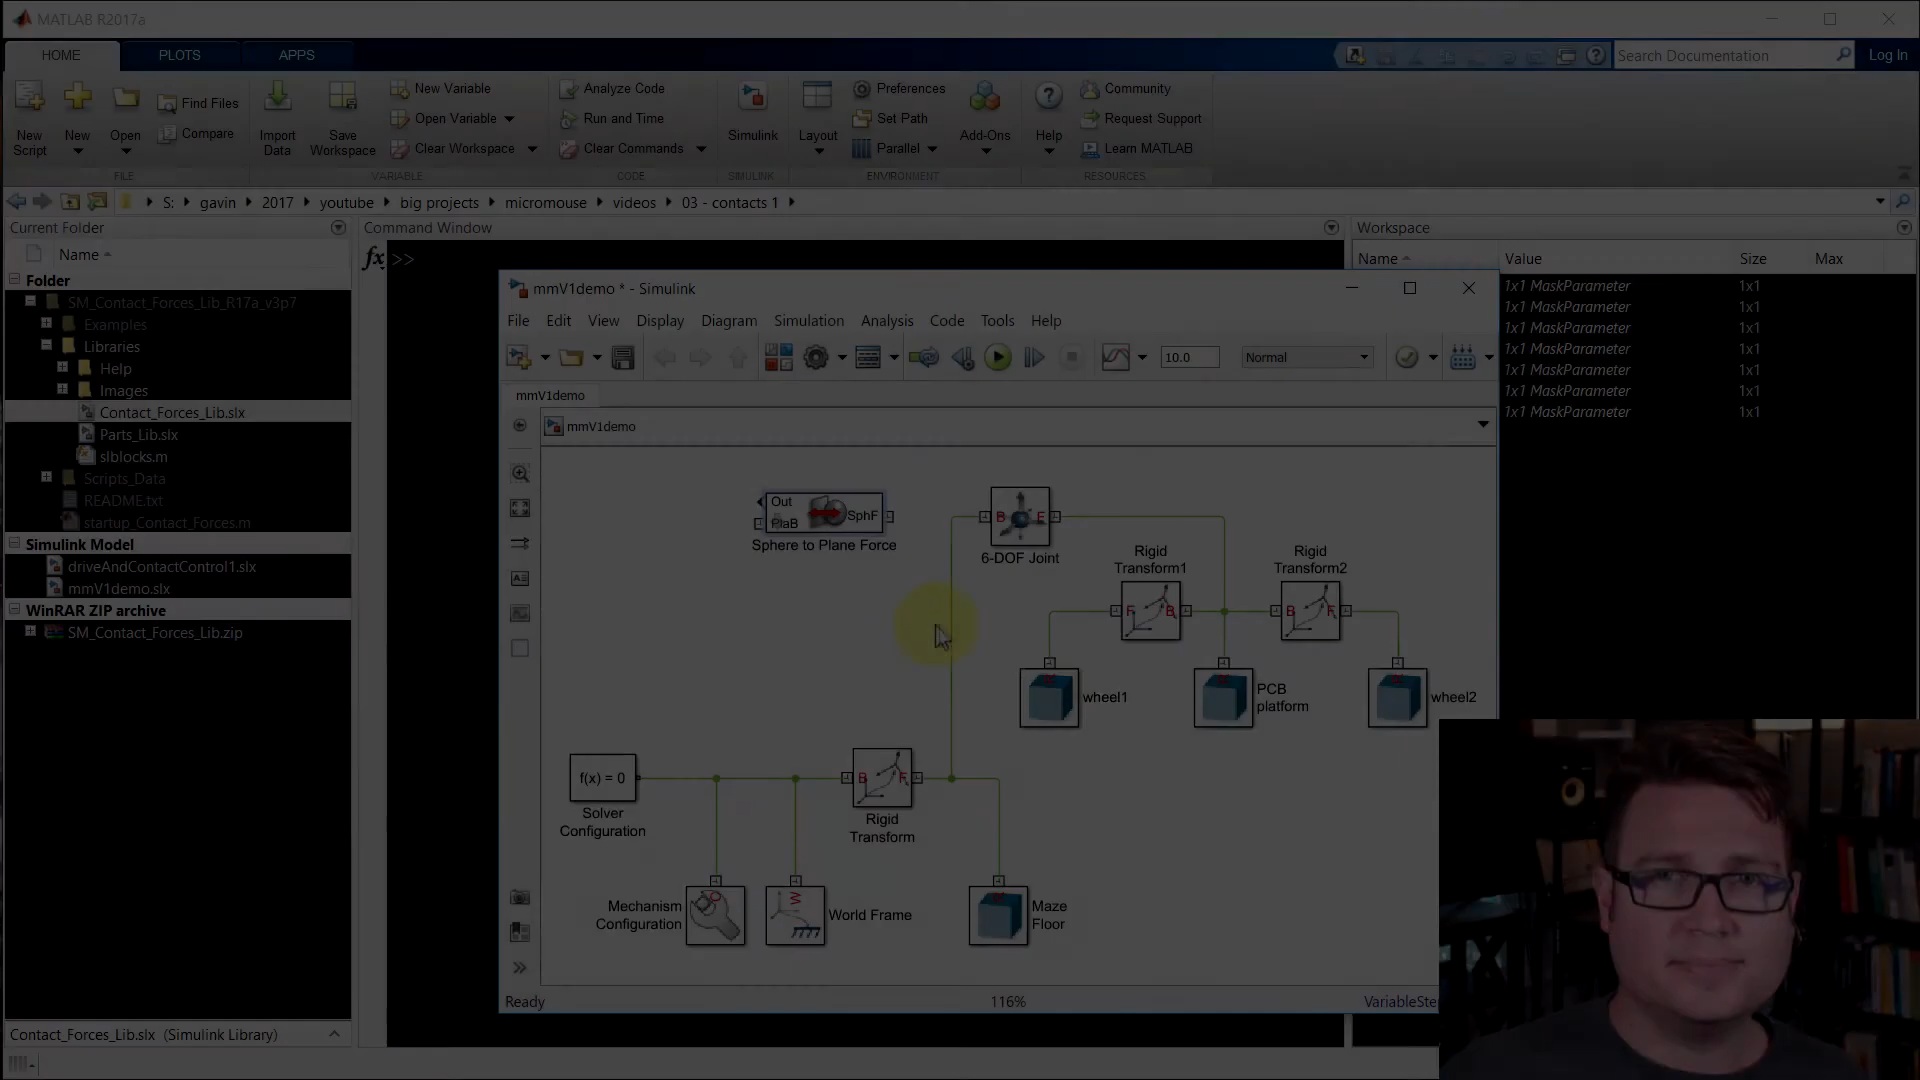 MATLAB R2017a
HOME
PLOTS
APPS
Search Documentation
Log In
New Script
New
Open
Find Files
Compare
Import Data
Save Workspace
New Variable
Open Variable
Clear Workspace
Analyze Code
Run and Time
Clear Commands
Simulink
Layout
Preferences
Set Path
Parallel
Add-Ons
Help
Community
Request Support
Learn MATLAB
FILE
VARIABLE
CODE
SIMULINK
ENVIRONMENT
RESOURCES
S: gavin 2017 youtube big projects micromouse videos 03 - contacts 1
Current Folder
Name
Folder
SM_Contact_Forces_Lib_R17a_v3p7
Examples
Libraries
Help
Images
Contact_Forces_Lib.slx
Parts_Lib.slx
slblocks.m
Scripts_Data
README.txt
startup_Contact_Forces.m
Simulink Model
driveAndContactControl1.slx
mmV1demo.slx
WinRAR ZIP archive
SM_Contact_Forces_Lib.zip
Contact_Forces_Lib.slx (Simulink Library)
Command Window
fx >>
Workspace
Name Value Size Max
1x1 MaskParameter 1x1
1x1 MaskParameter 1x1
1x1 MaskParameter 1x1
1x1 MaskParameter 1x1
1x1 MaskParameter 1x1
1x1 MaskParameter 1x1
1x1 MaskParameter 1x1
mmV1demo * - Simulink
File Edit View Display Diagram Simulation Analysis Code Tools Help
10.0
Normal
mmV1demo
mmV1demo
Out
PlaB
SphF
Sphere to Plane Force
B F
6-DOF Joint
Rigid
Transform1
F B
Rigid
Transform2
B F
wheel1
PCB
platform
wheel2
f(x) = 0
Solver
Configuration
B F
Rigid
Transform
Mechanism
Configuration
W
World Frame
Maze
Floor
Ready
116%
VariableSte